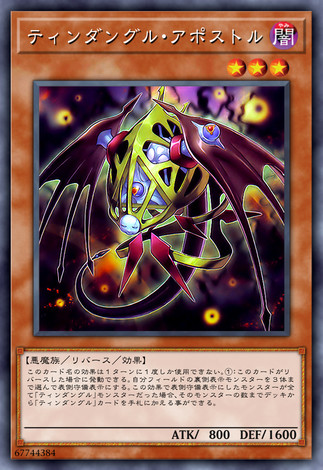 ティンダングル・アポストル
闇
やみ
【悪魔族／リバース／効果】
このカード名の効果は1ターンに1度しか使用できない。①：このカードがリ
バースした場合に発動できる。自分フィールドの裏側表示モンスターを3体ま
で選んで表側守備表示にする。この効果で表側守備表示にしたモンスターが全
て「ティンダングル」モンスターだった場合、そのモンスターの数までデッキか
ら「ティンダングル」カードを手札に加える事ができる。
ATK/ 800 DEF/1600
67744384